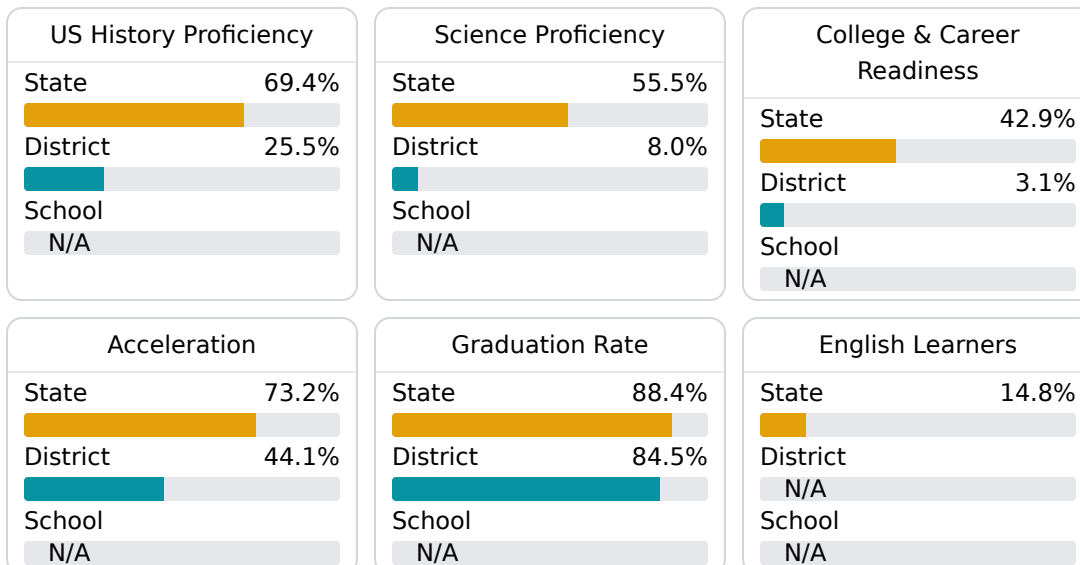 US History Proficiency
State 69.4%
District 25.5%
School
N/A
Science Proficiency
State 55.5%
District 8.0%
School
N/A
College & Career
Readiness
State 42.9%
District 3.1%
School
N/A
Acceleration
State 73.2%
District 44.1%
School
N/A
Graduation Rate
State 88.4%
District 84.5%
School
N/A
English Learners
State 14.8%
District
N/A
School
N/A